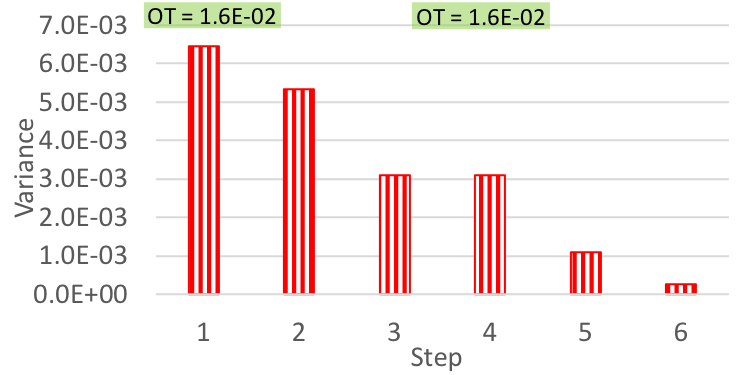 OT = 1.6E-02 OT = 1.6E-02
7.0E-03
6.0E-03
5.0E-03
4.0E-03
3.0E-03
2.0E-03
1.0E-03
0.0E+00
Variance
1 2 3 4 5 6
Step